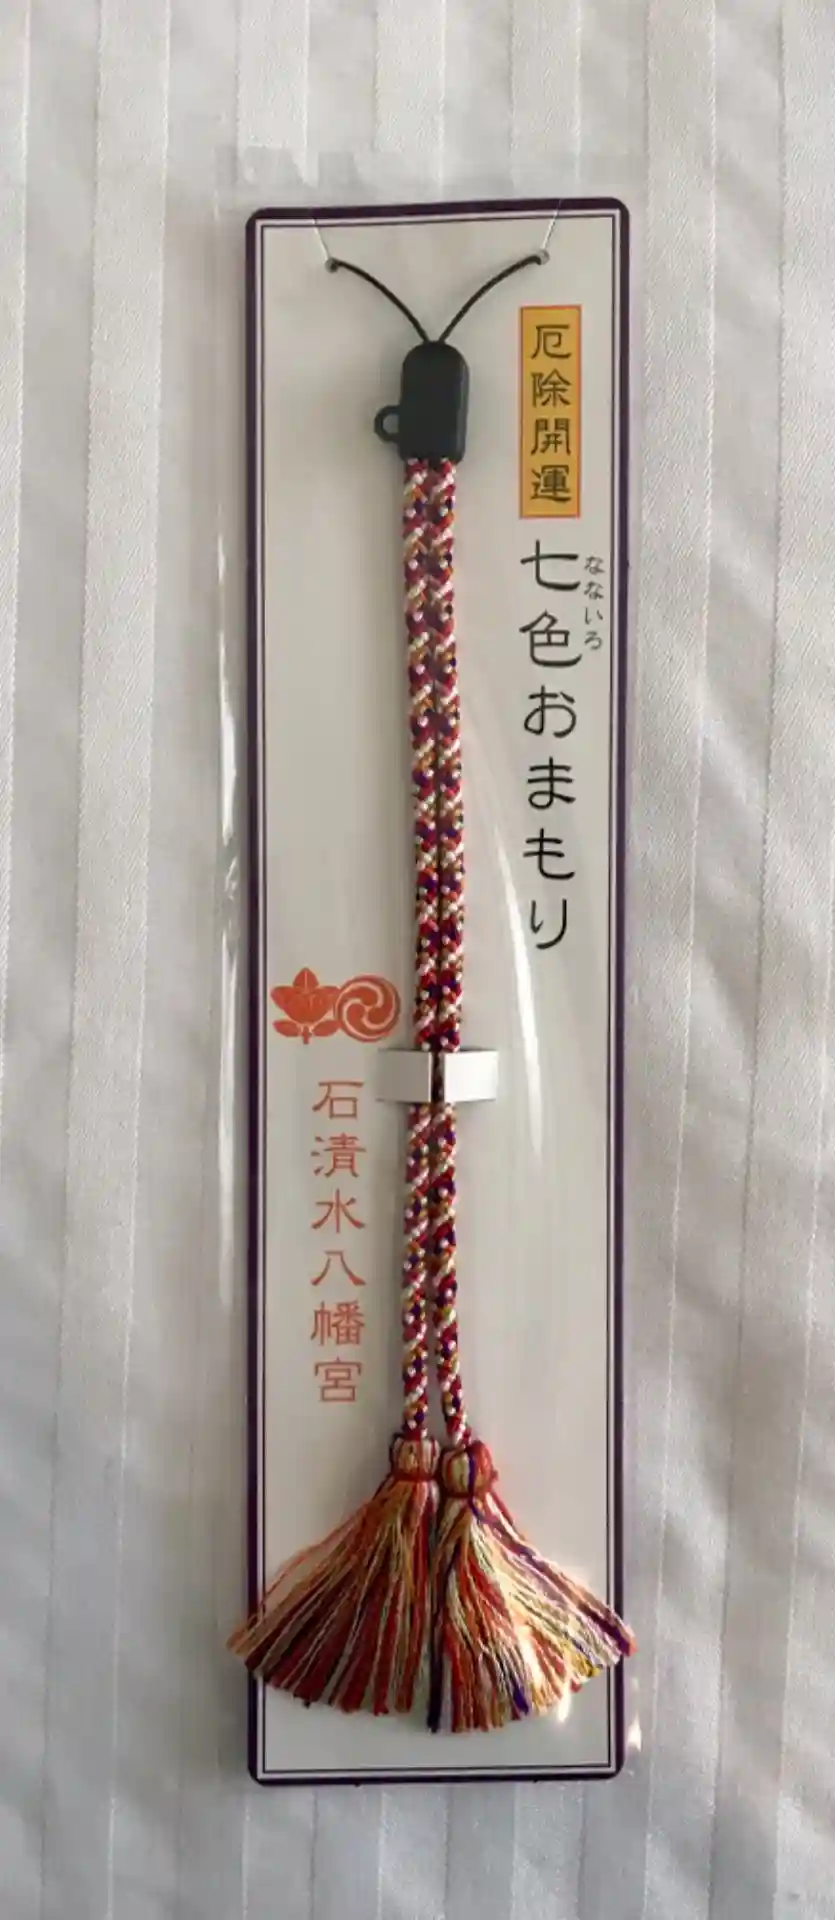 厄除開運
七色おまもり
なないろ
石清水八幡宮